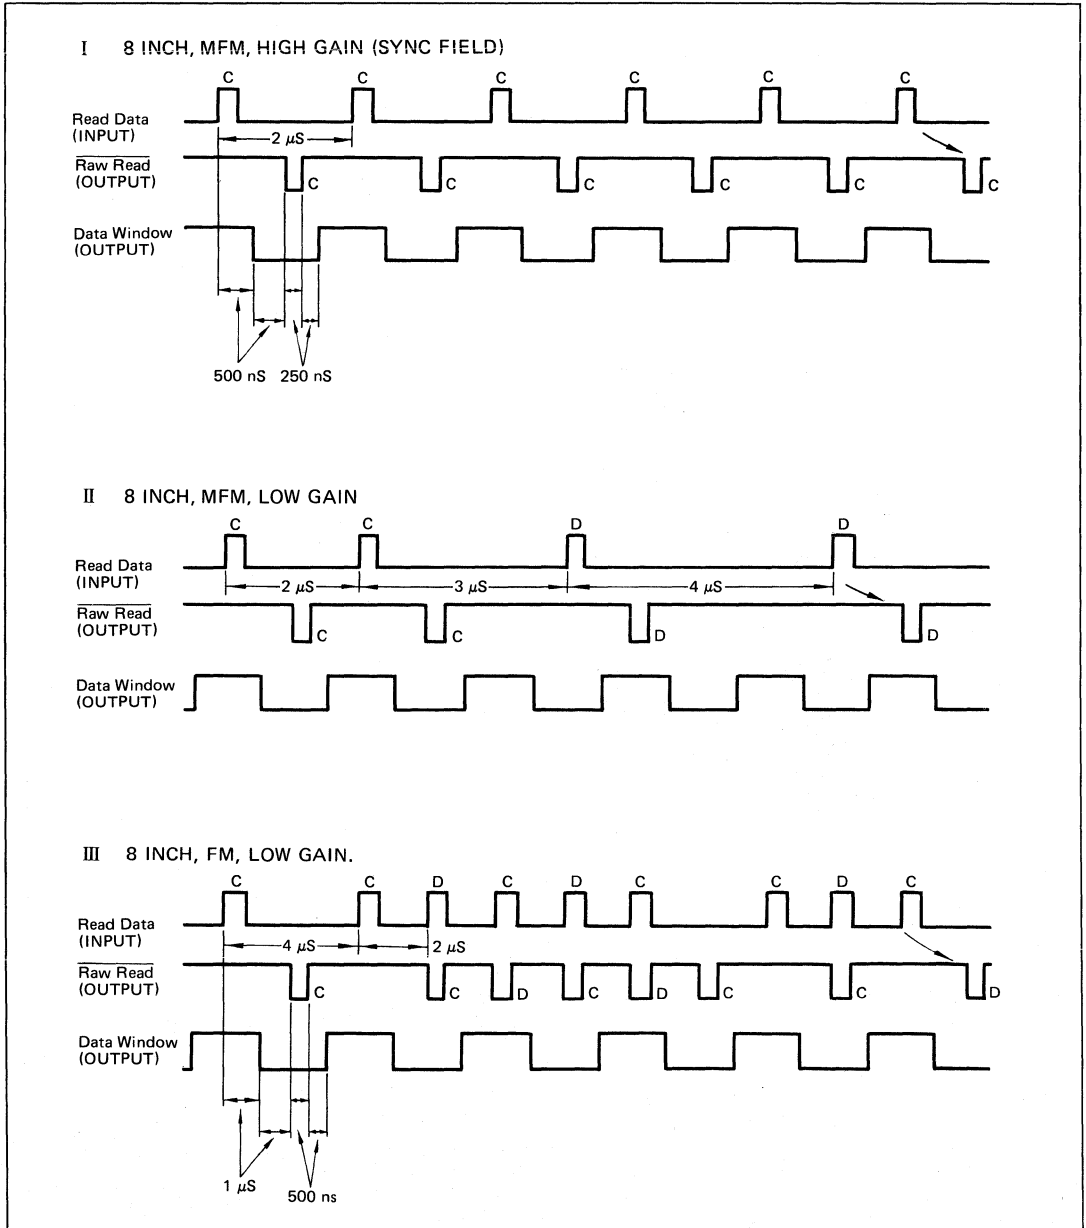 I 8 INCH, MFM, HIGH GAIN (SYNC FIELD)
C C C C C C
Read Data
(INPUT)
2 μS
Raw Read
(OUTPUT)
C C C C C C
Data Window
(OUTPUT)
500 nS 250 nS
II 8 INCH, MFM, LOW GAIN
C C D D
Read Data
(INPUT)
2 μS 3 μS 4 μS
Raw Read
(OUTPUT)
C C D D
Data Window
(OUTPUT)
III 8 INCH, FM, LOW GAIN.
C C D C D C C D C
Read Data
(INPUT)
4 μS 2 μS
Raw Read
(OUTPUT)
C C D C D C C D
Data Window
(OUTPUT)
1 μS 500 ns